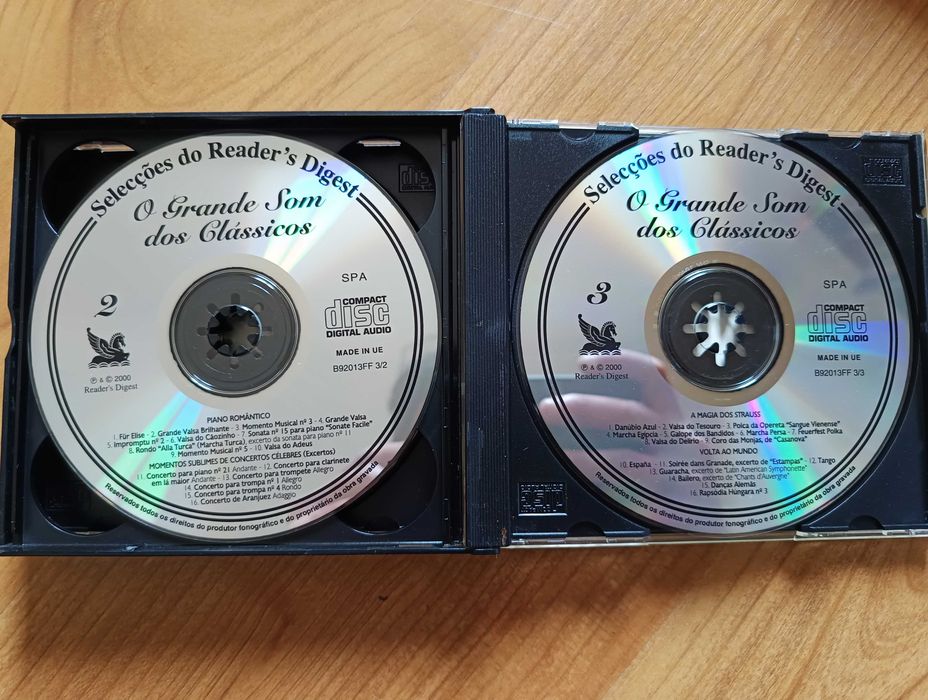 Selecções do Reader's Digest
O Grande Som
dos Clássicos
SPA
2
COMPACT
disc
DIGITAL AUDIO
MADE IN UE
B92013FF 3/2
℗ & © 2000
Reader's Digest
PIANO ROMÂNTICO
1. Für Elise - 2. Grande Valsa Brilhante - 3. Momento Musical nº 3 - 4. Grande Valsa
5. Impromptu nº 2 - 6. Valsa do Cãozinho - 7. Sonata nº 15 para piano "Sonate Facile"
8. Rondo "Alla Turca" (Marcha Turca), excerto da sonata para piano nº 11
9. Momento Musical nº 5 - 10. Valsa do Adeus
MOMENTOS SUBLIMES DE CONCERTOS CÉLEBRES (Excertos)
11. Concerto para piano nº 21 Andante - 12. Concerto para clarinete
em lá maior Andante - 13. Concerto para trompete Allegro
14. Concerto para trompa nº 1 Allegro
15. Concerto para trompa nº 4 Rondo
16. Concerto de Aranjuez Adaggio
Reservados todos os direitos do produtor fonográfico e do proprietário da obra gravada
Selecções do Reader's Digest
O Grande Som
dos Clássicos
SPA
3
COMPACT
disc
DIGITAL AUDIO
MADE IN UE
B92013FF 3/3
℗ & © 2000
Reader's Digest
A MAGIA DOS STRAUSS
1. Danúbio Azul - 2. Valsa do Tesouro - 3. Polca da Opereta "Sangue Vienense"
4. Marcha Egípcia - 5. Galope dos Bandidos - 6. Marcha Persa - 7. Feuerfest Polka
8. Valsa do Delírio - 9. Coro das Monjas, de "Casanova"
VOLTA AO MUNDO
10. España - 11. Soirée dans Granade, excerto de "Estampas" - 12. Tango
13. Guaracha, excerto de "Latin American Symphonette"
14. Baïlero, excerto de "Chants d'Auvergne"
15. Danças Alemãs
16. Rapsódia Húngara nº 3
Reservados todos os direitos do produtor fonográfico e do proprietário da obra gravada